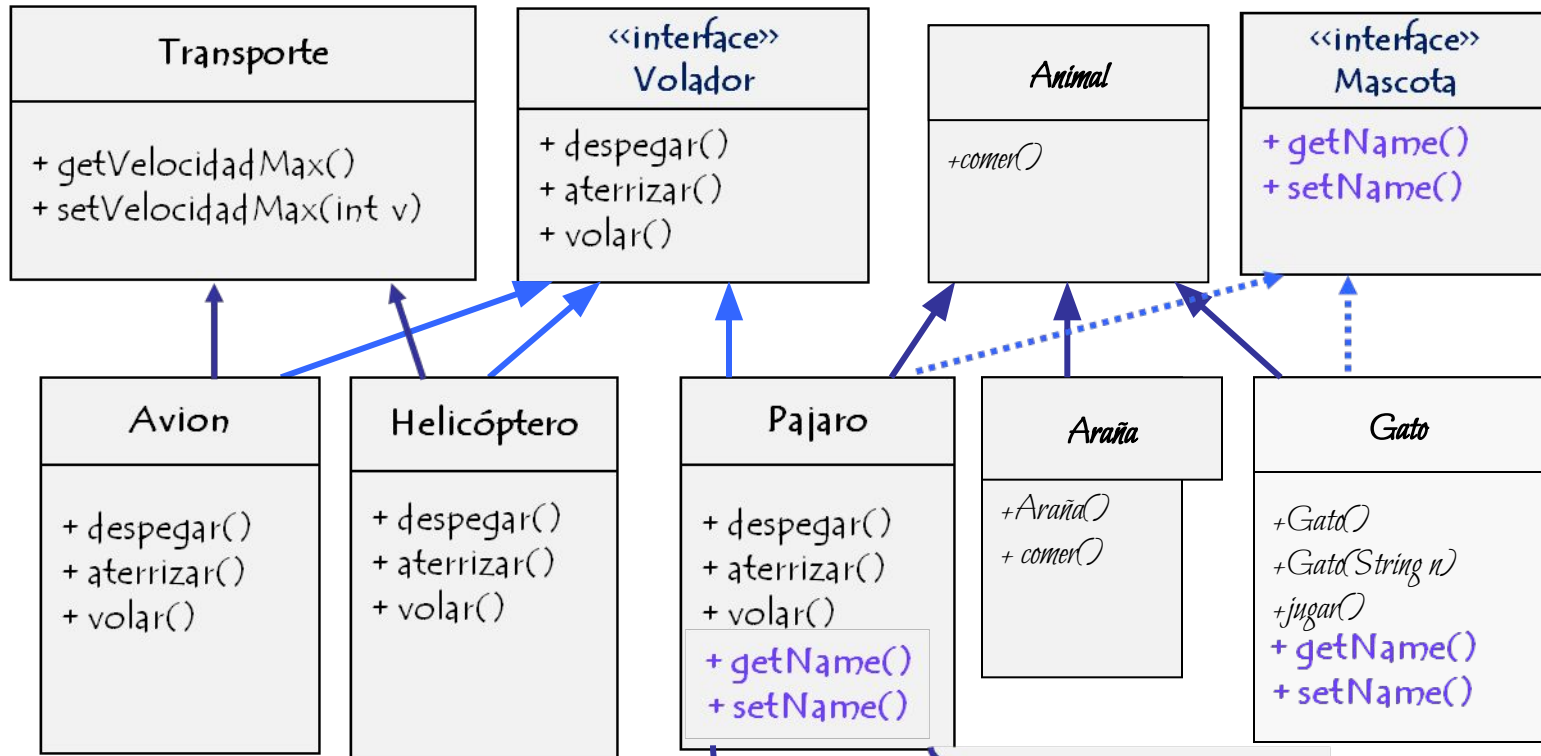 Transporte
+ getVelocidadMax()
+ setVelocidadMax(int v)
«interface»
Volador
+ despegar()
+ aterrizar()
+ volar()
Animal
+comer()
«interface»
Mascota
+ getName()
+ setName()
Avion
+ despegar()
+ aterrizar()
+ volar()
Helicóptero
+ despegar()
+ aterrizar()
+ volar()
Pajaro
+ despegar()
+ aterrizar()
+ volar()
+ getName()
+ setName()
Araña
+Araña()
+ comer()
Gato
+Gato()
+Gato(String n)
+jugar()
+ getName()
+ setName()